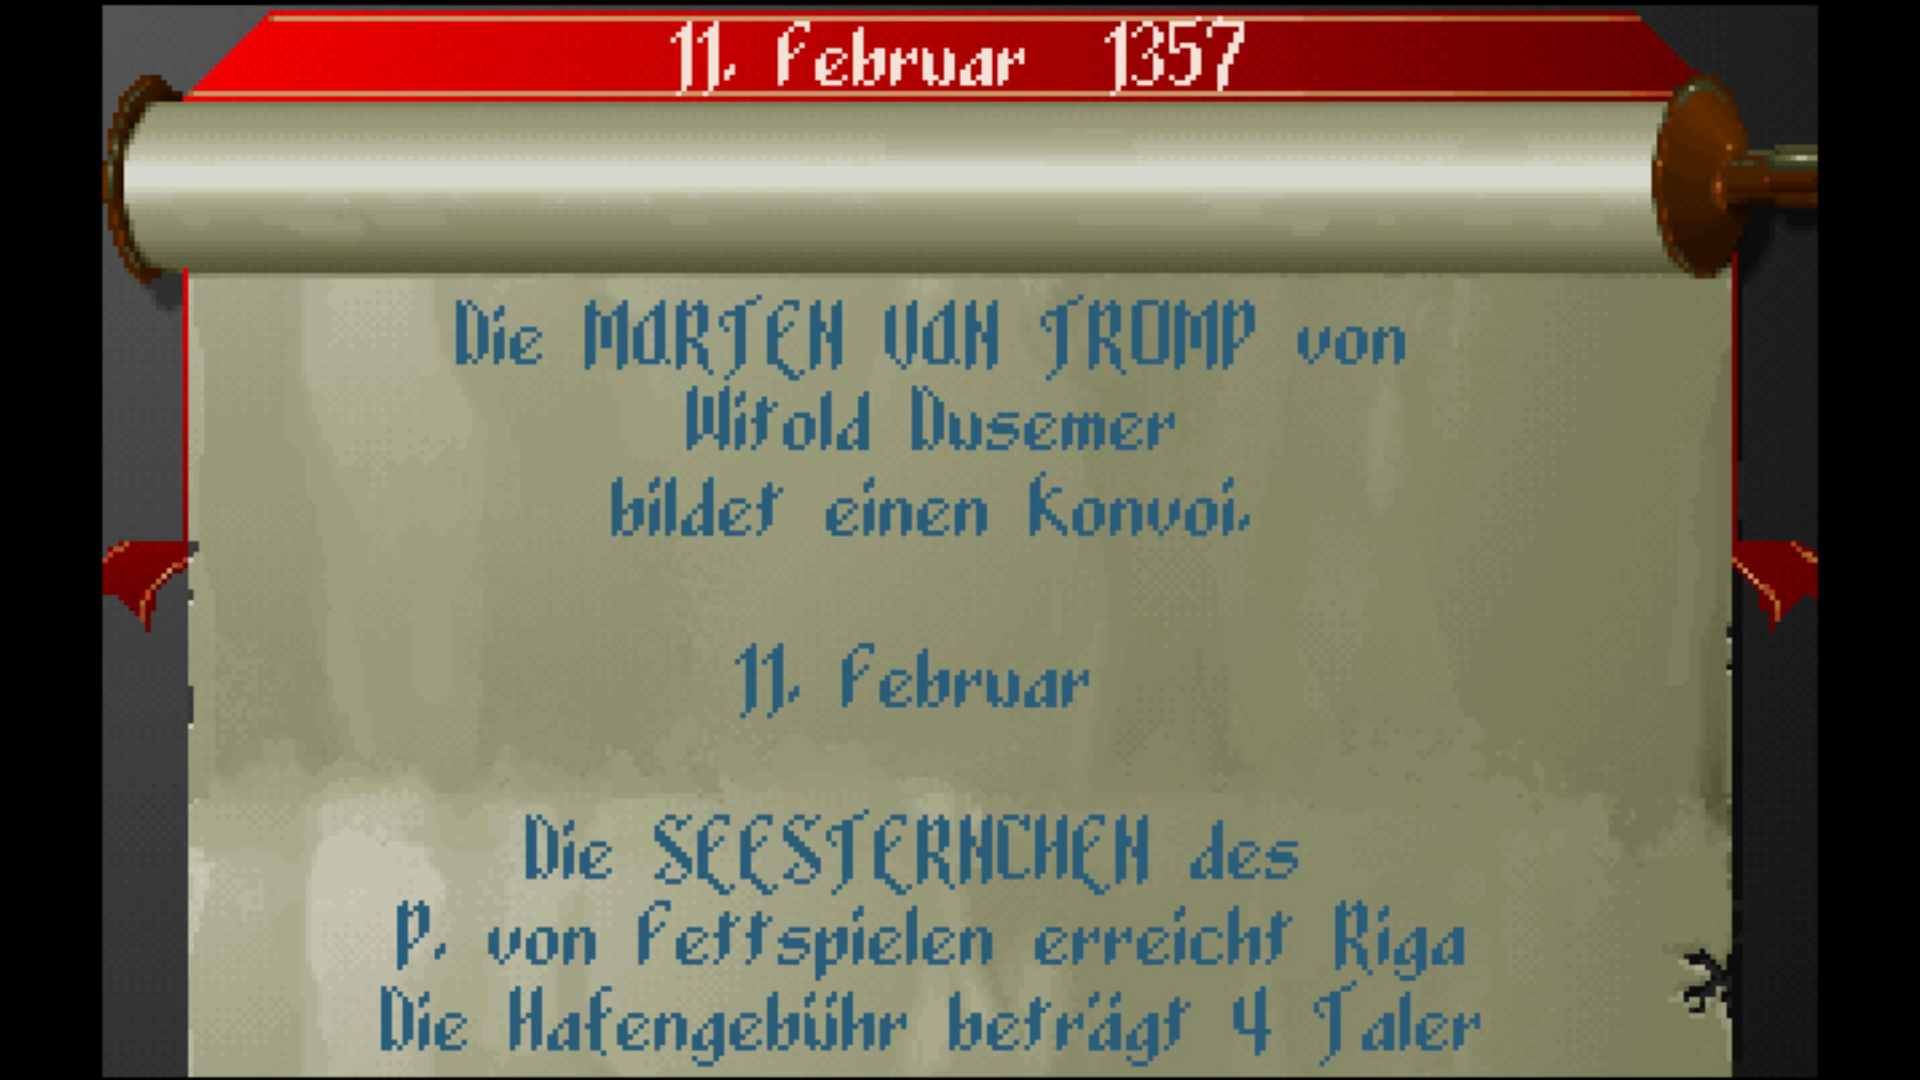 11. Februar 1357
Die MARTEN VAN TROMP von
Witold Dusemer
bildet einen Konvoi.
11. Februar
Die SEESTERNCHEN des
P. von Fettspielen erreicht Riga
Die Hafengebühr beträgt 4 Taler